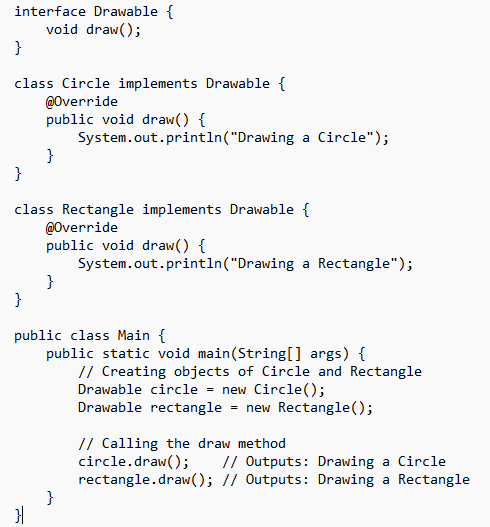 interface Drawable {
    void draw();
}

class Circle implements Drawable {
    @Override
    public void draw() {
        System.out.println("Drawing a Circle");
    }
}

class Rectangle implements Drawable {
    @Override
    public void draw() {
        System.out.println("Drawing a Rectangle");
    }
}

public class Main {
    public static void main(String[] args) {
        // Creating objects of Circle and Rectangle
        Drawable circle = new Circle();
        Drawable rectangle = new Rectangle();

        // Calling the draw method
        circle.draw();    // Outputs: Drawing a Circle
        rectangle.draw(); // Outputs: Drawing a Rectangle
    }
}